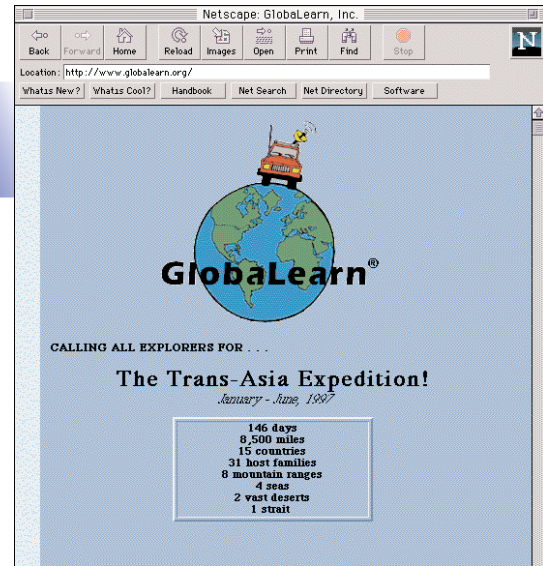 Netscape: GlobaLearn, Inc.
Back Forward Home Reload Images Open Print Find Stop
N
Location: http://www.globalearn.org/
What's New? What's Cool? Handbook Net Search Net Directory Software
GlobaLearn®
CALLING ALL EXPLORERS FOR . . .
The Trans-Asia Expedition!
January - June, 1997
146 days
8,500 miles
15 countries
31 host families
8 mountain ranges
4 seas
2 vast deserts
1 strait